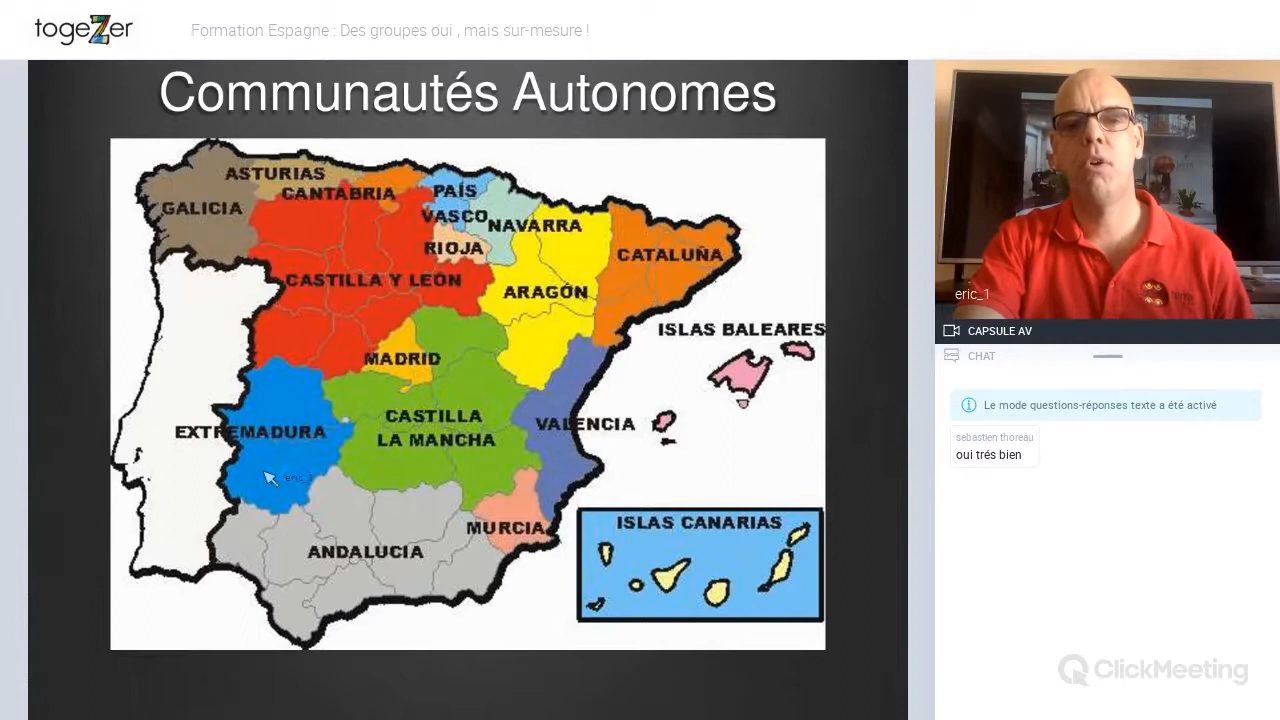 togeZer
Formation Espagne : Des groupes oui , mais sur-mesure !
Communautés Autonomes
ASTURIAS
CANTABRIA
PAÍS
VASCO
GALICIA
NAVARRA
RIOJA
CATALUÑA
CASTILLA Y LEÓN
ARAGÓN
ISLAS BALEARES
MADRID
CASTILLA
LA MANCHA
VALENCIA
EXTREMADURA
eric_1
MURCIA
ANDALUCIA
ISLAS CANARIAS
eric_1
CAPSULE AV
CHAT
Le mode questions-réponses texte a été activé
sebastien thoreau
oui trés bien
ClickMeeting